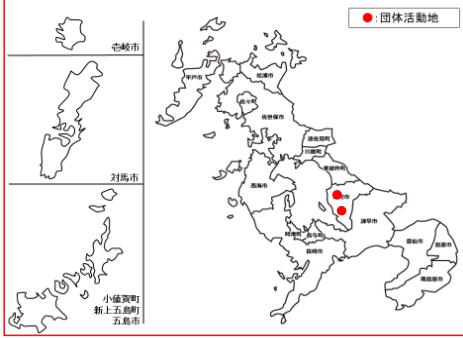 ●:団体活動地
壱岐市
対馬市
小値賀町
新上五島町
五島市
平戸市
松浦市
佐々町
佐世保市
波佐見町
川棚町
東彼杵町
西海市
諫早市
時津町
長与町
長崎市
雲仙市
島原市
南島原市